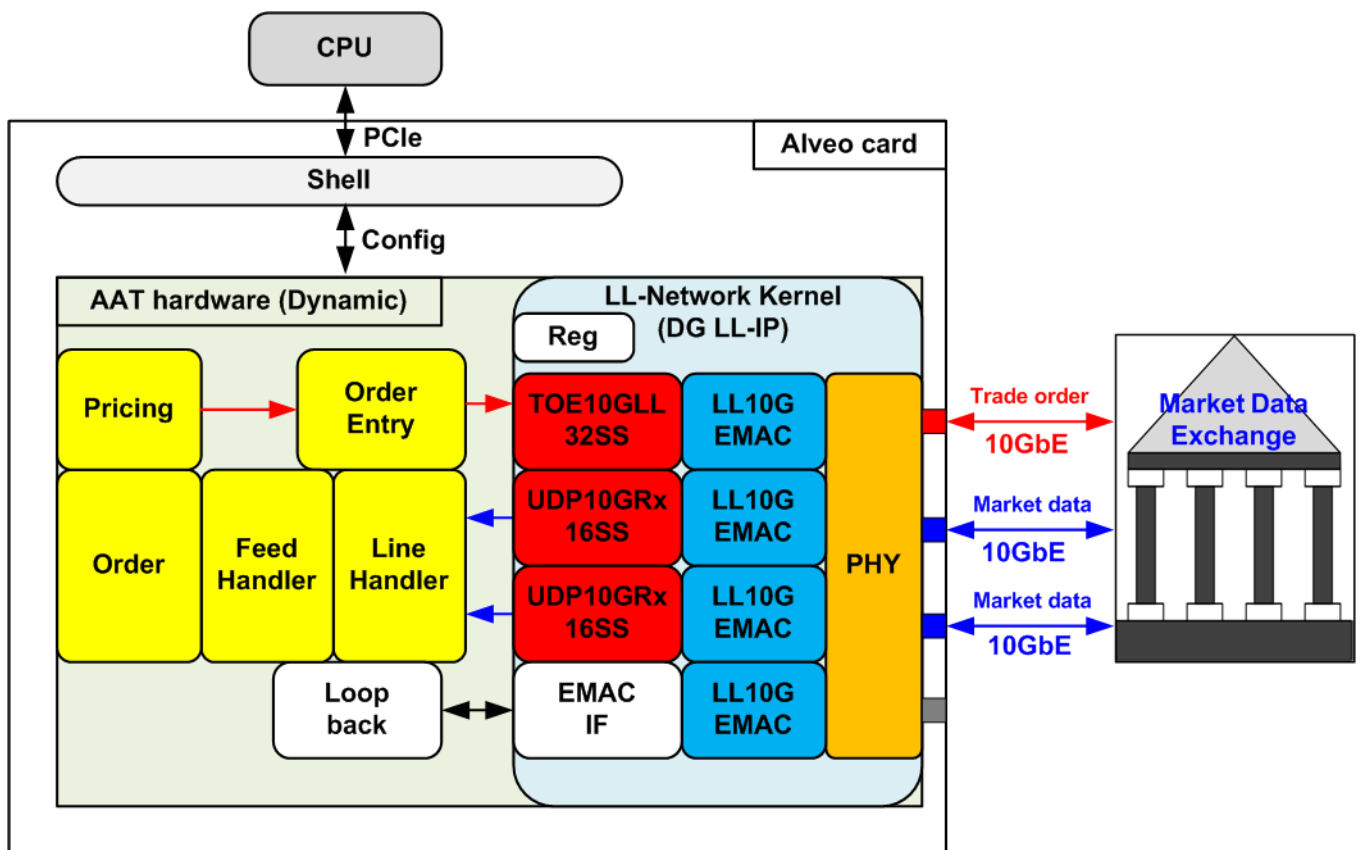 CPU
PCIe
Alveo card
Shell
Config
AAT hardware (Dynamic)
LL-Network Kernel
(DG LL-IP)
Reg
Pricing
Order
Entry
TOE10GLL
32SS
LL10G
EMAC
Trade order
10GbE
Market Data
Exchange
Order
Feed
Handler
Line
Handler
UDP10GRx
16SS
LL10G
EMAC
PHY
Market data
10GbE
UDP10GRx
16SS
LL10G
EMAC
Market data
10GbE
Loop
back
EMAC
IF
LL10G
EMAC